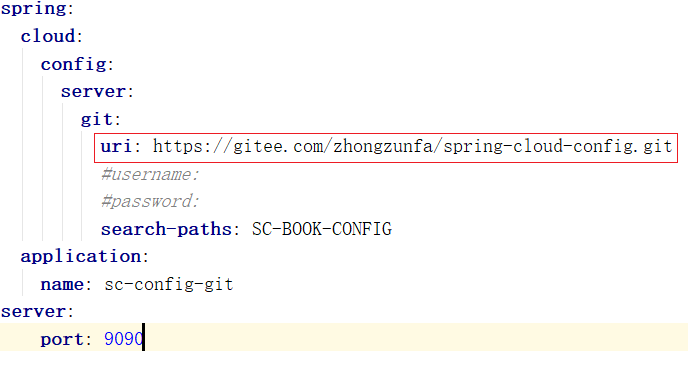 spring:
  cloud:
    config:
      server:
        git:
          uri: https://gitee.com/zhongzunfa/spring-cloud-config.git
          #username:
          #password:
          search-paths: SC-BOOK-CONFIG
  application:
    name: sc-config-git
server:
    port: 9090